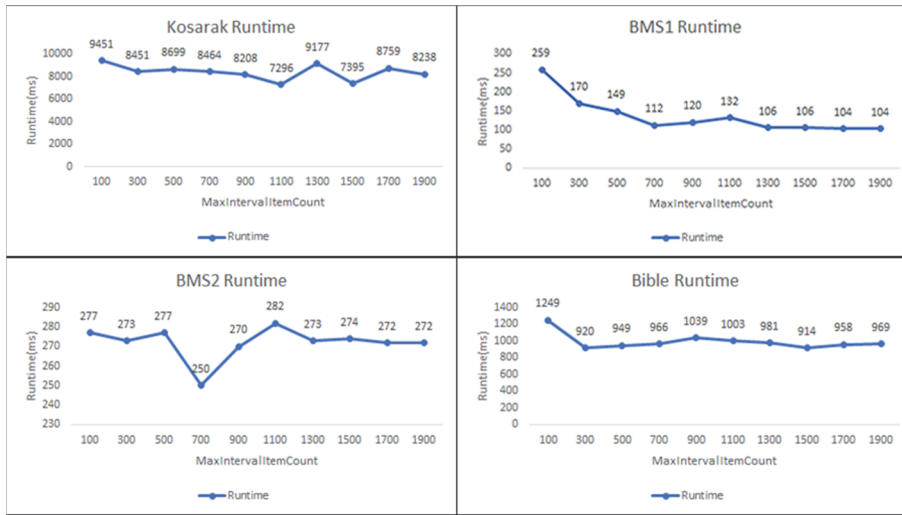 Kosarak Runtime
Runtime(ms)
10000
8000
6000
4000
2000
0
9451 8451 8699 8464 8208 7296 9177 7395 8759 8238
100 300 500 700 900 1100 1300 1500 1700 1900
MaxIntervalItemCount
Runtime
BMS1 Runtime
Runtime(ms)
300
250
200
150
100
50
0
259 170 149 112 120 132 106 106 104 104
100 300 500 700 900 1100 1300 1500 1700 1900
MaxIntervalItemCount
Runtime
BMS2 Runtime
Runtime(ms)
290
280
270
260
250
240
230
277 273 277 250 270 282 273 274 272 272
100 300 500 700 900 1100 1300 1500 1700 1900
MaxIntervalItemCount
Runtime
Bible Runtime
Runtime(ms)
1400
1200
1000
800
600
400
200
0
1249 920 949 966 1039 1003 981 914 958 969
100 300 500 700 900 1100 1300 1500 1700 1900
MaxIntervalItemCount
Runtime